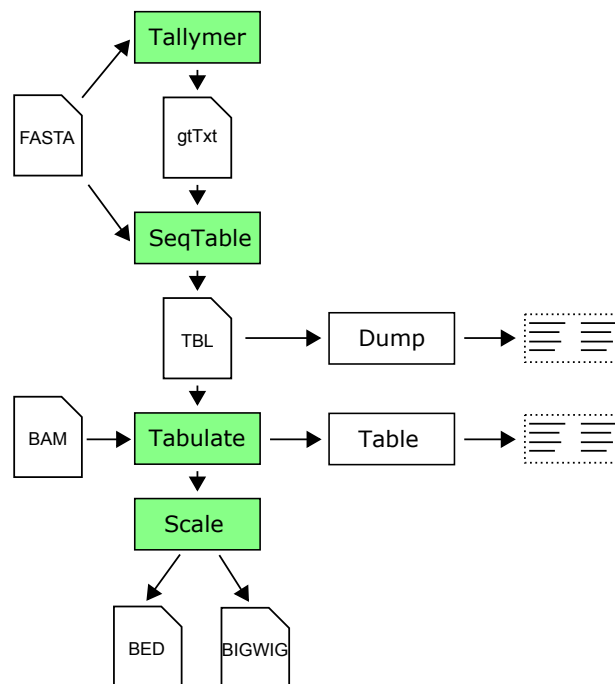 Tallymer
FASTA
gtTxt
SeqTable
TBL
Dump
BAM
Tabulate
Table
Scale
BED
BIGWIG